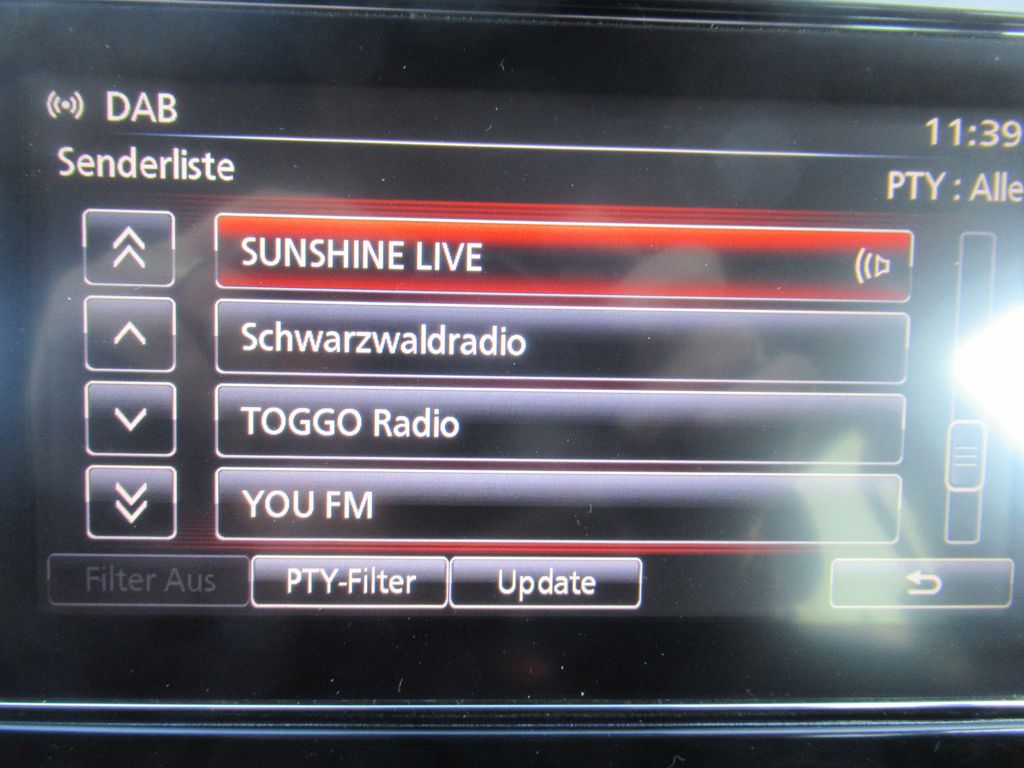 DAB
11:39
Senderliste
PTY : Alle
SUNSHINE LIVE
Schwarzwaldradio
TOGGO Radio
YOU FM
Filter Aus
PTY-Filter
Update